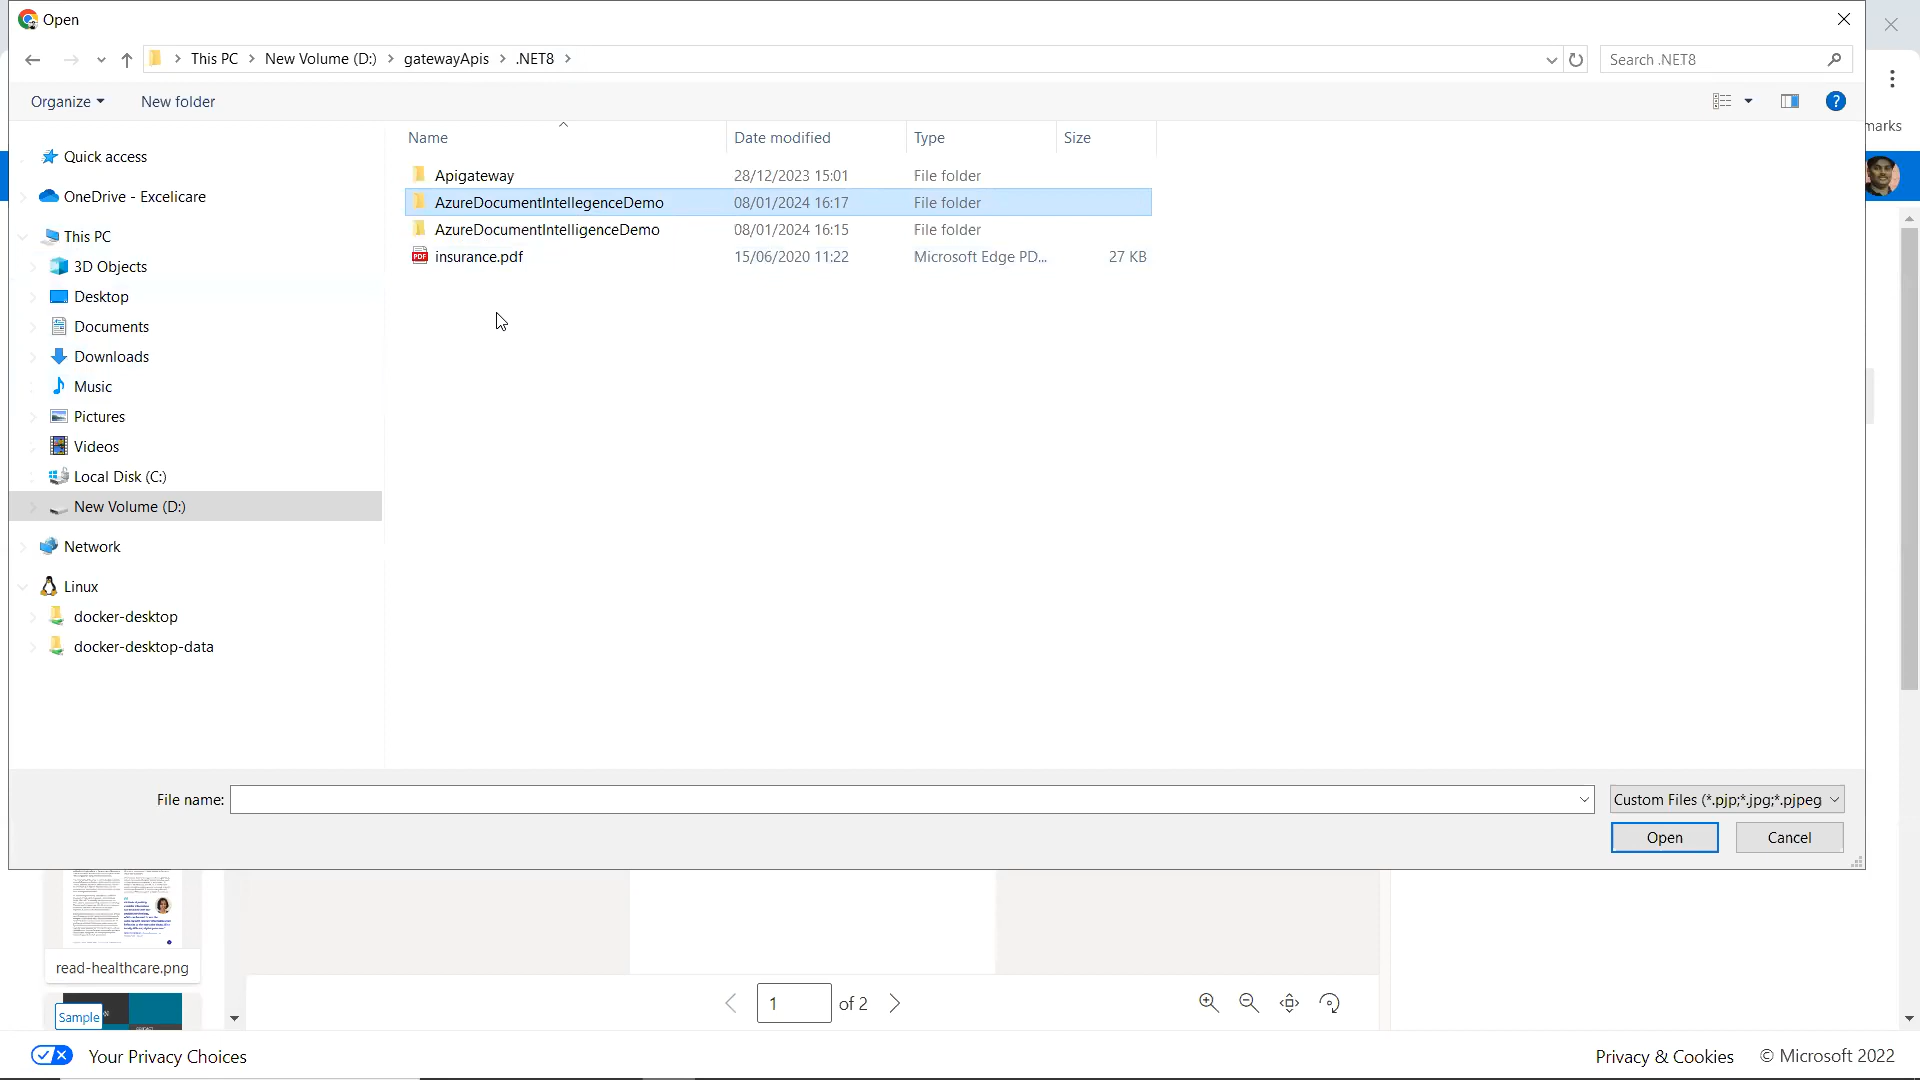 Open
This PC
New Volume (D:)
gatewayApis
.NET8
Search .NET8
Organize
New folder
marks
Name
Date modified
Type
Size
Quick access
OneDrive - Excelicare
This PC
3D Objects
Desktop
Documents
Downloads
Music
Pictures
Videos
Local Disk (C:)
New Volume (D:)
Network
Linux
docker-desktop
docker-desktop-data
Apigateway 28/12/2023 15:01 File folder
AzureDocumentIntellegenceDemo 08/01/2024 16:17 File folder
AzureDocumentIntelligenceDemo 08/01/2024 16:15 File folder
PDF insurance.pdf 15/06/2020 11:22 Microsoft Edge PD... 27 KB
File name:
Custom Files (*.pjp;*.jpg;*.pjpeg
Open
Cancel
read-healthcare.png
Sample
1 of 2
Your Privacy Choices
Privacy & Cookies
© Microsoft 2022